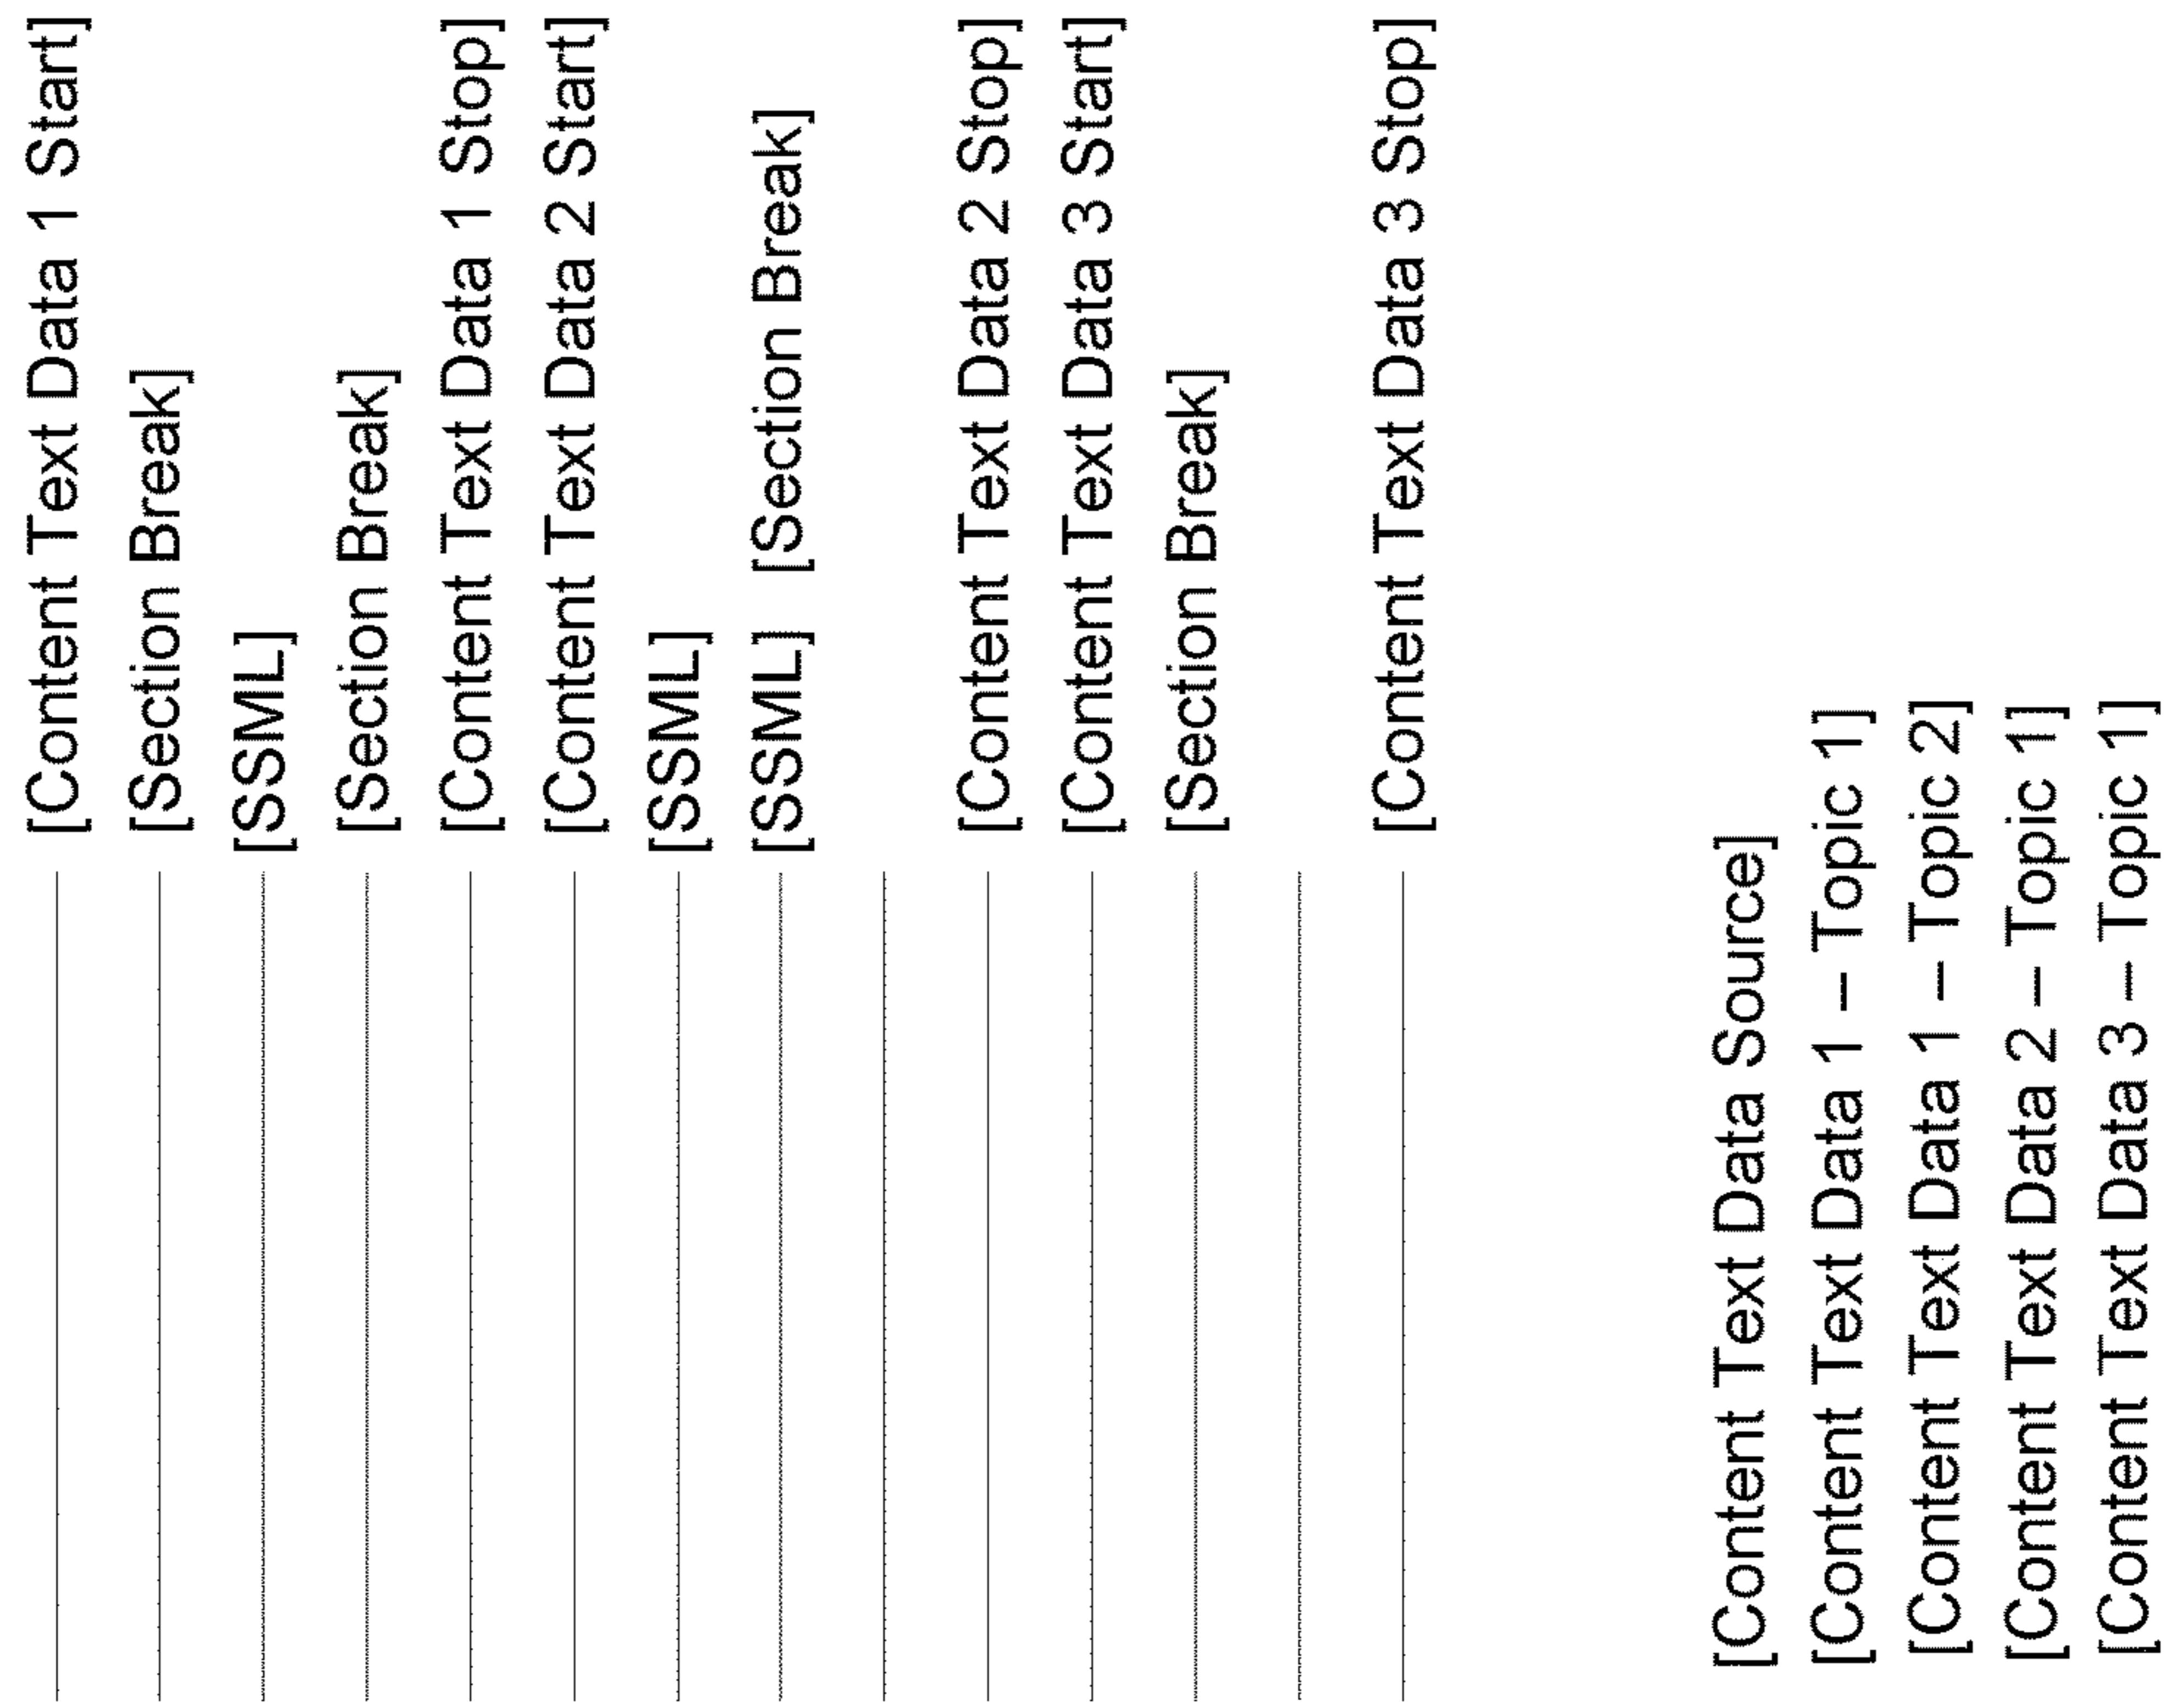 [Content Text Data 1 Start]
[Section Break]
[SSML]
[Section Break]
[Content Text Data 1 Stop]
[Content Text Data 2 Start]
[SSML]
[SSML] [Section Break]
[Content Text Data 2 Stop]
[Content Text Data 3 Start]
[Section Break]
[Content Text Data 3 Stop]
[Content Text Data Source]
[Content Text Data 1 – Topic 1]
[Content Text Data 1 – Topic 2]
[Content Text Data 2 – Topic 1]
[Content Text Data 3 – Topic 1]